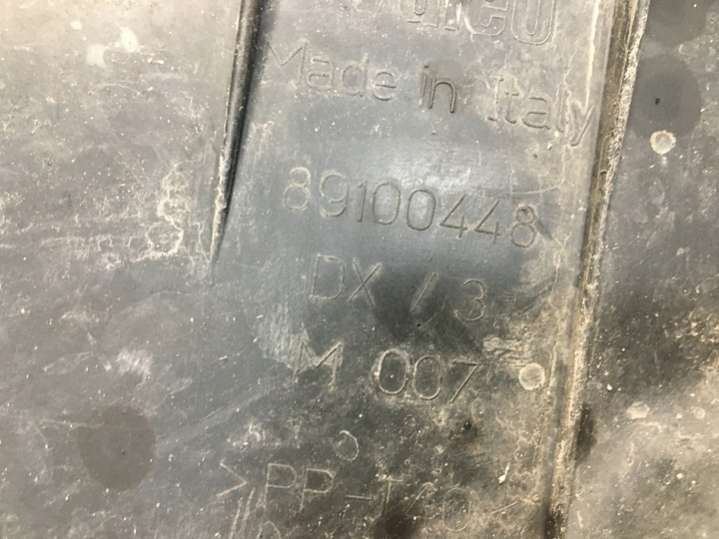 Made in Italy
89100448
DX / 3
M 007
>PP-T40<